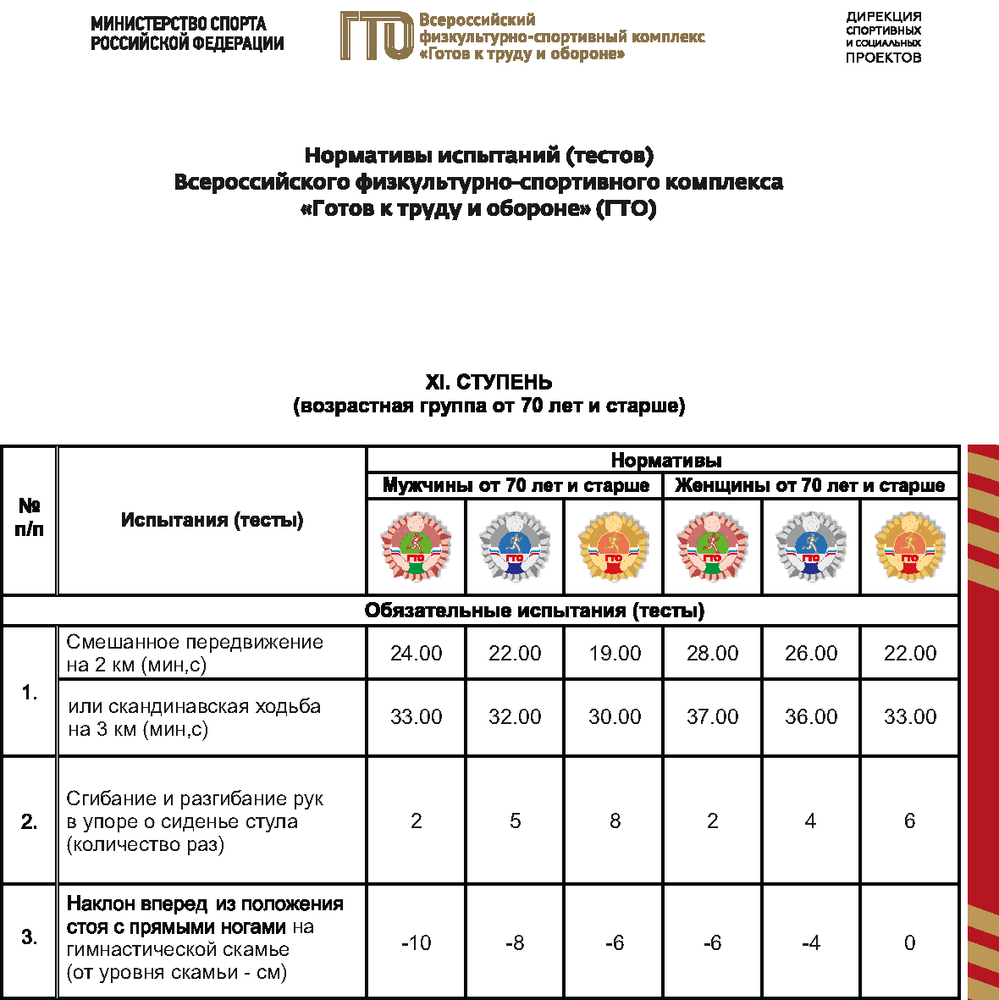 МИНИСТЕРСТВО СПОРТА
РОССИЙСКОЙ ФЕДЕРАЦИИ
ГТО
Всероссийский
физкультурно-спортивный комплекс
«Готов к труду и обороне»
ДИРЕКЦИЯ
СПОРТИВНЫХ
И СОЦИАЛЬНЫХ
ПРОЕКТОВ
Нормативы испытаний (тестов)
Всероссийского физкультурно-спортивного комплекса
«Готов к труду и обороне» (ГТО)
XI. СТУПЕНЬ
(возрастная группа от 70 лет и старше)
№
п/п
Испытания (тесты)
Нормативы
Мужчины от 70 лет и старше Женщины от 70 лет и старше
ГТО ГТО ГТО ГТО ГТО ГТО
Обязательные испытания (тесты)
1.
Смешанное передвижение
на 2 км (мин,с)
24.00 22.00 19.00 28.00 26.00 22.00
или скандинавская ходьба
на 3 км (мин,с)
33.00 32.00 30.00 37.00 36.00 33.00
2.
Сгибание и разгибание рук
в упоре о сиденье стула
(количество раз)
2 5 8 2 4 6
3.
Наклон вперед из положения
стоя с прямыми ногами на
гимнастической скамье
(от уровня скамьи - см)
-10 -8 -6 -6 -4 0